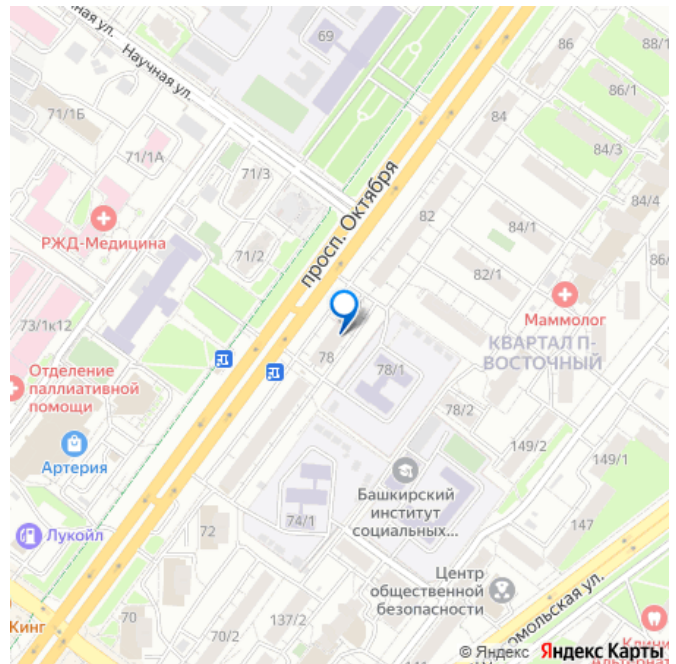 69
86
88/1
чная ул.
Научная ул.
86/1
71/1Б
84
84/3
71/1А
71/3
просп. Октября
84/4
82
РЖД-Медицина
84/1
71/2
82/1
86/
Маммолог
73/1к12
КВАРТАЛ П-
ВОСТОЧНЫЙ
78
78/1
Отделение
паллиативной
помощи
78/2
Артерия
149/2
149/1
Башкирский
институт
социальных...
74/1
Лукойл
72
147
Центр
общественной
безопасности
омольская ул.
70
137/2
Кинг
70/2
© Яндекс Яндекс Карты